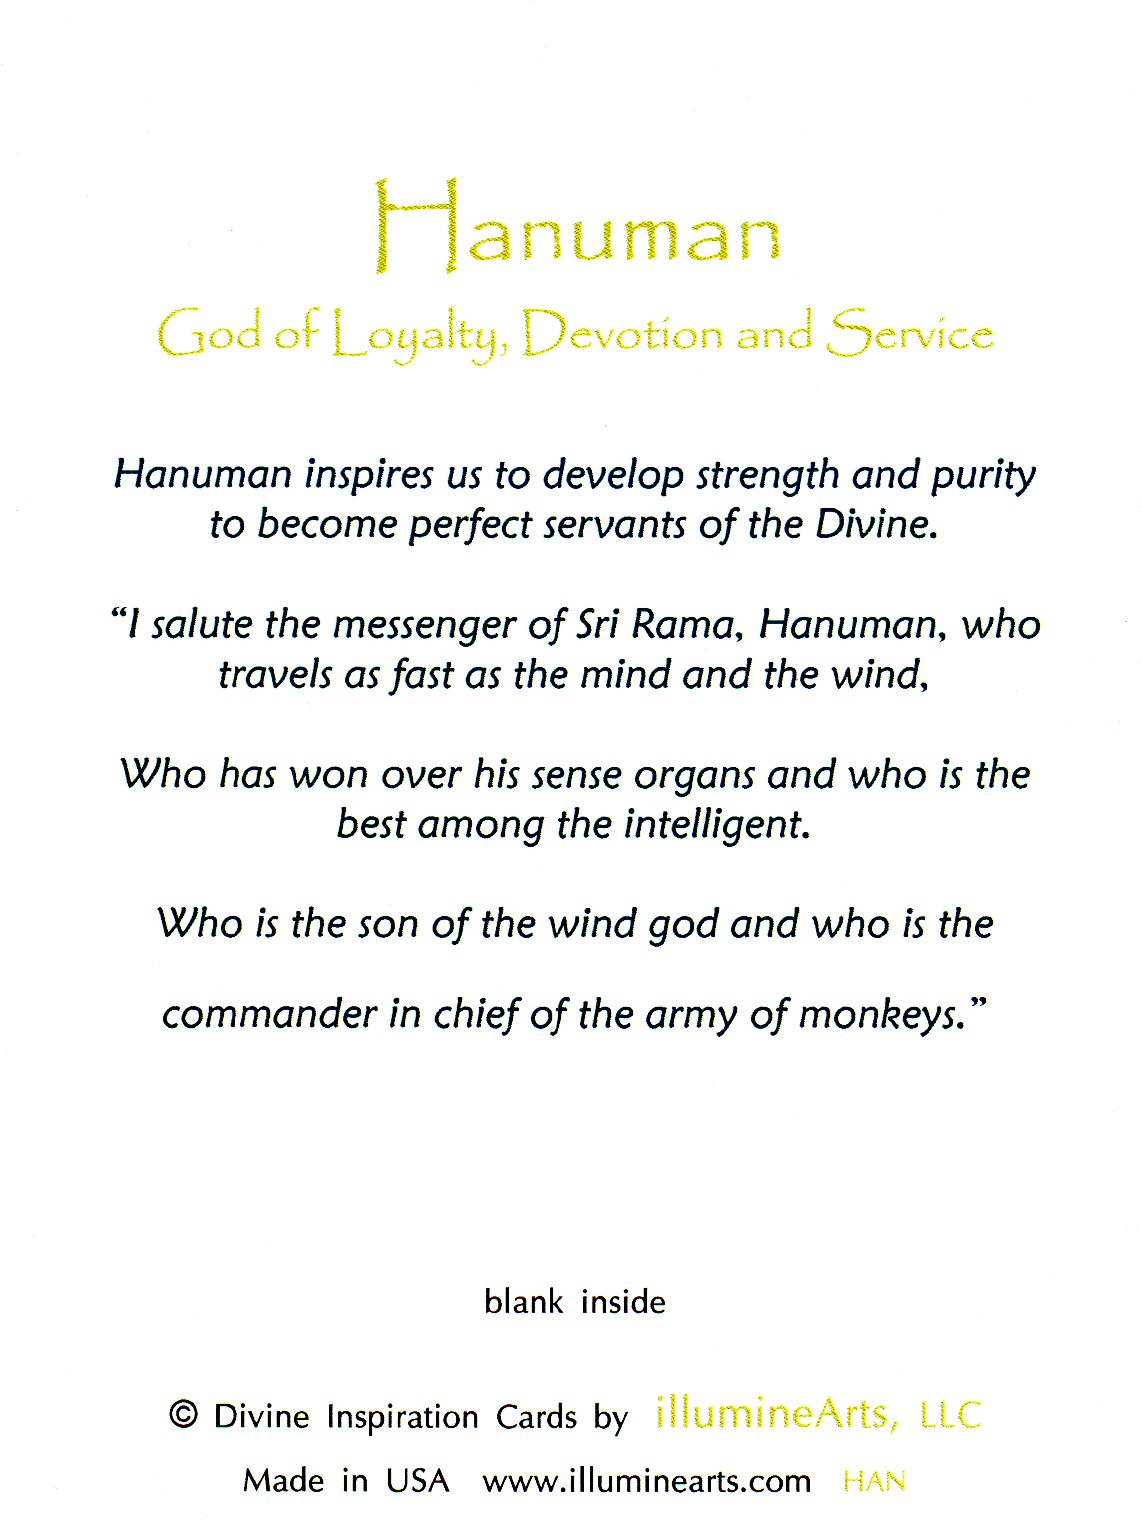 Hanuman
God of Loyalty, Devotion and Service
Hanuman inspires us to develop strength and purity
to become perfect servants of the Divine.
“I salute the messenger of Sri Rama, Hanuman, who
travels as fast as the mind and the wind,
Who has won over his sense organs and who is the
best among the intelligent.
Who is the son of the wind god and who is the
commander in chief of the army of monkeys.”
blank inside
© Divine Inspiration Cards by illumineArts, LLC
Made in USA www.illuminearts.com HAN